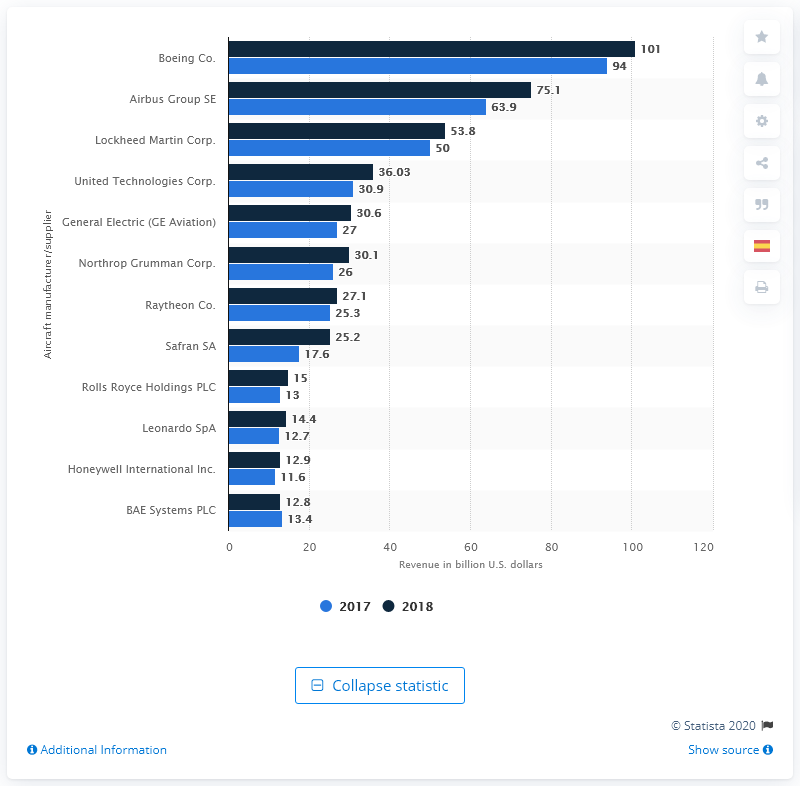 Boeing Co.
101
94
Airbus Group SE
75.1
63.9
Lockheed Martin Corp.
53.8
50
United Technologies Corp.
36.03
30.9
General Electric (GE Aviation)
30.6
27
Northrop Grumman Corp.
30.1
26
Raytheon Co.
27.1
25.3
Safran SA
25.2
17.6
Rolls Royce Holdings PLC
15
13
Leonardo SpA
14.4
12.7
Honeywell International Inc.
12.9
11.6
BAE Systems PLC
12.8
13.4
Aircraft manufacturer/supplier
0 20 40 60 80 100 120
Revenue in billion U.S. dollars
2017 2018
Collapse statistic
© Statista 2020
Additional Information
Show source